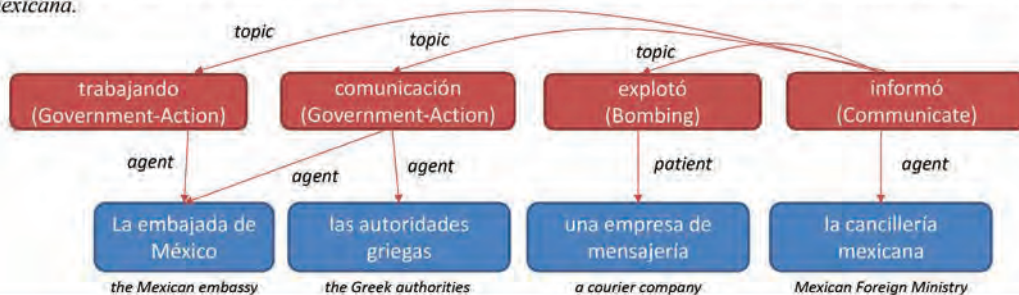 mexicana.
topic
topic
topic
trabajando
(Government-Action)
comunicación
(Government-Action)
explotó
(Bombing)
informó
(Communicate)
agent
agent
agent
patient
agent
La embajada de
México
las autoridades
griegas
una empresa de
mensajería
la cancillería
mexicana
the Mexican embassy
the Greek authorities
a courier company
Mexican Foreign Ministry